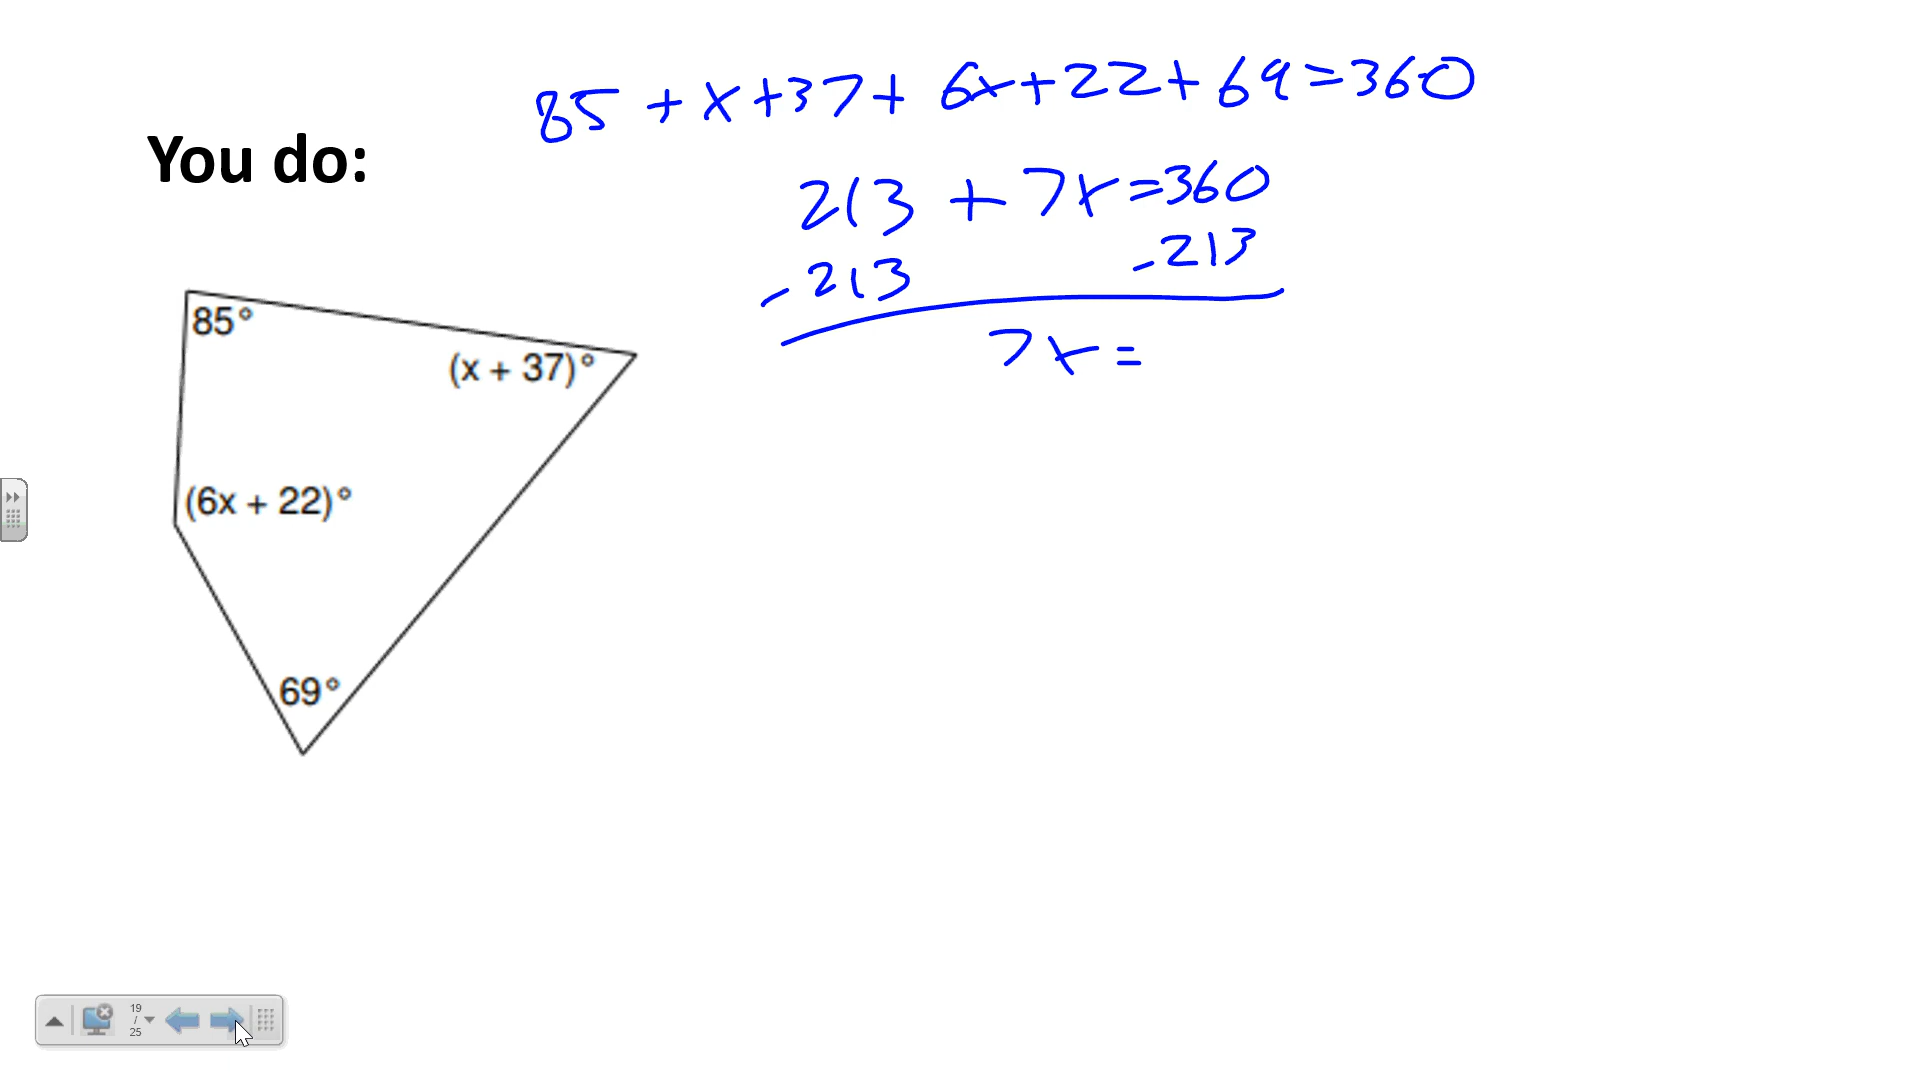 85 + x + 37 + 6x + 22 + 69 = 360
You do:
213 + 7x = 360
- 213 - 213
7x =
85°
(x + 37)°
(6x + 22)°
69°
19
/
25